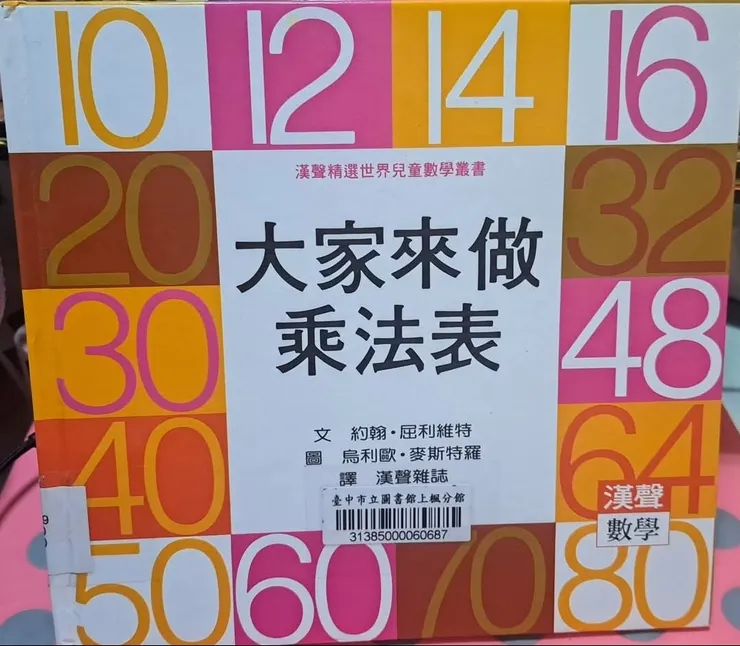 10 12 14 16
漢聲精選世界兒童數學叢書
20 32
大家來做
乘法表
30 48
文 約翰・屈利維特
圖 烏利歐・麥斯特羅
譯 漢聲雜誌
40 64
臺中市立圖書館上楓分館
31385000060687
漢聲
數學
50 60 70 80